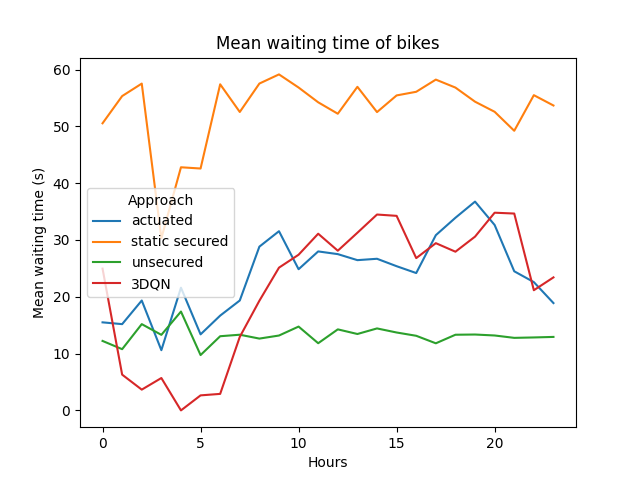 Mean waiting time of bikes
Mean waiting time (s)
60
50
40
30
20
10
0
Approach
actuated
static secured
unsecured
3DQN
0 5 10 15 20
Hours